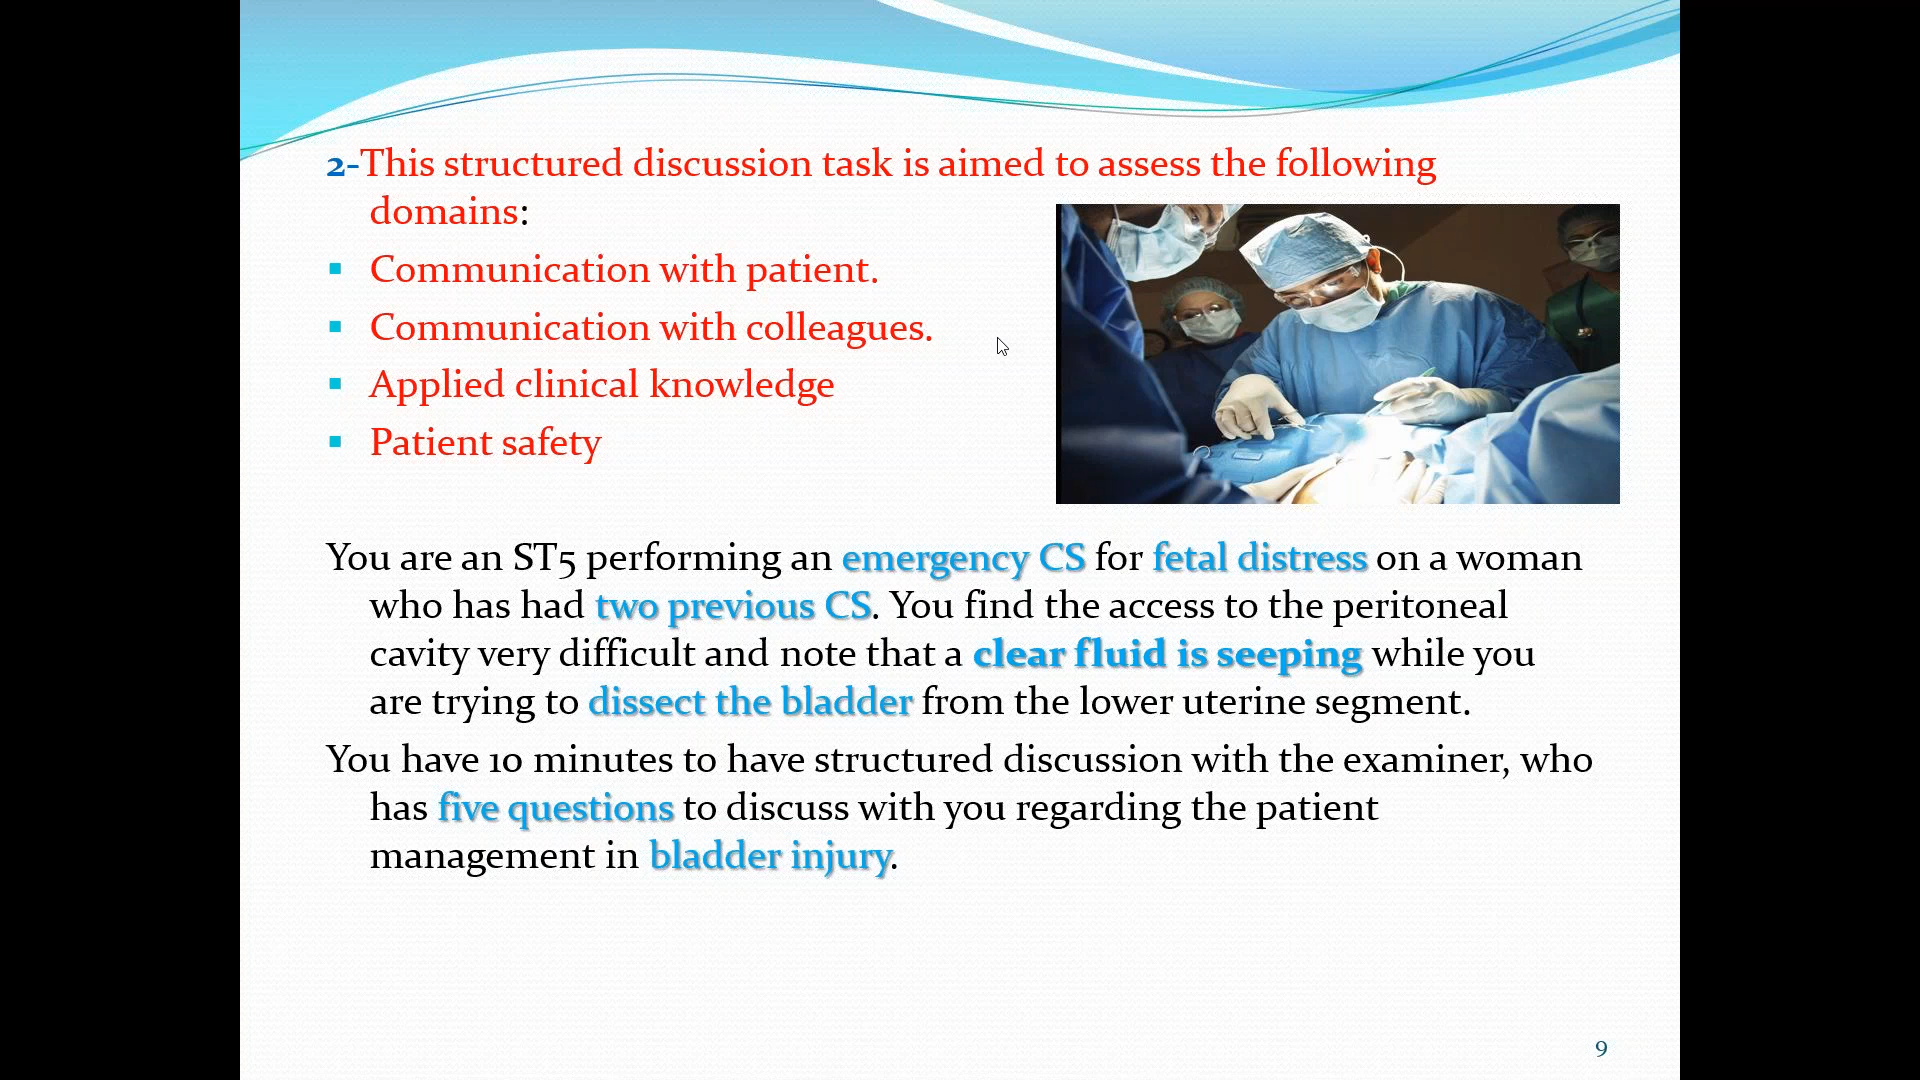 2-This structured discussion task is aimed to assess the following
domains:
▪ Communication with patient.
▪ Communication with colleagues.
▪ Applied clinical knowledge
▪ Patient safety
You are an ST5 performing an emergency CS for fetal distress on a woman
who has had two previous CS. You find the access to the peritoneal
cavity very difficult and note that a clear fluid is seeping while you
are trying to dissect the bladder from the lower uterine segment.
You have 10 minutes to have structured discussion with the examiner, who
has five questions to discuss with you regarding the patient
management in bladder injury.
9